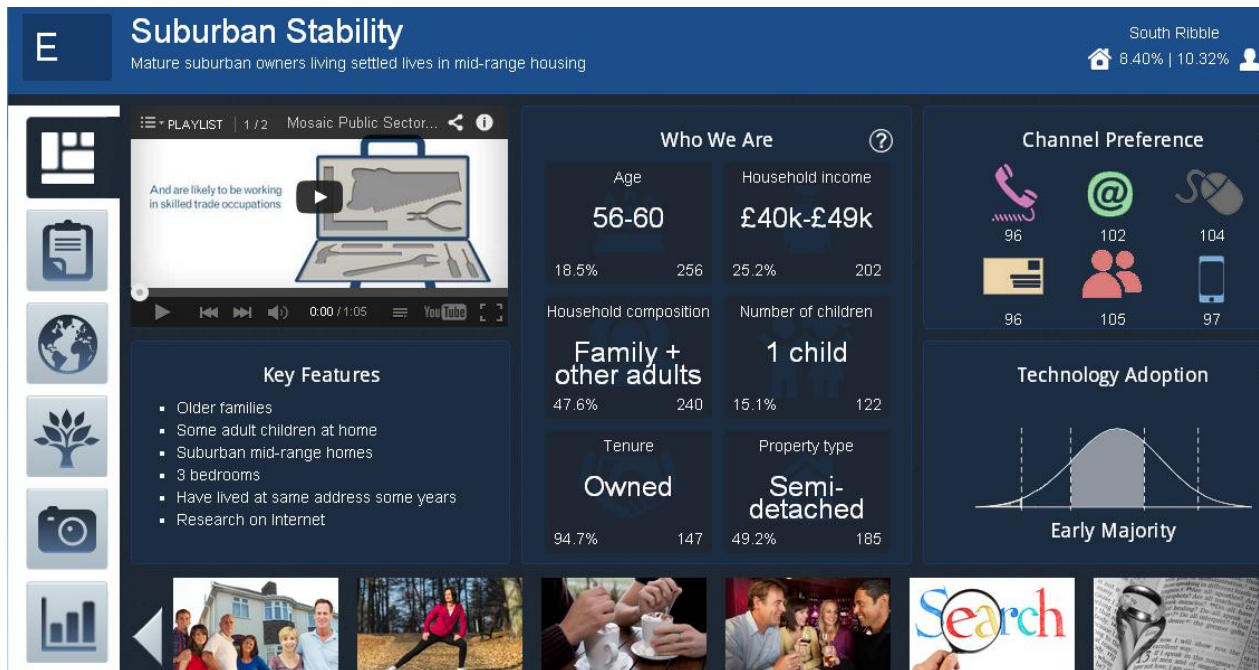 E
Suburban Stability
Mature suburban owners living settled lives in mid-range housing
South Ribble
8.40% | 10.32%
PLAYLIST | 1/2 Mosaic Public Sector...
And are likely to be working
in skilled trade occupations
0:00 / 1:05
YouTube
Key Features
Older families
Some adult children at home
Suburban mid-range homes
3 bedrooms
Have lived at same address some years
Research on Internet
Who We Are
?
Age
56-60
18.5% 256
Household income
£40k-£49k
25.2% 202
Household composition
Family +
other adults
47.6% 240
Number of children
1 child
15.1% 122
Tenure
Owned
94.7% 147
Property type
Semi-
detached
49.2% 185
Channel Preference
@
96 102 104
96 105 97
Technology Adoption
Early Majority
Search